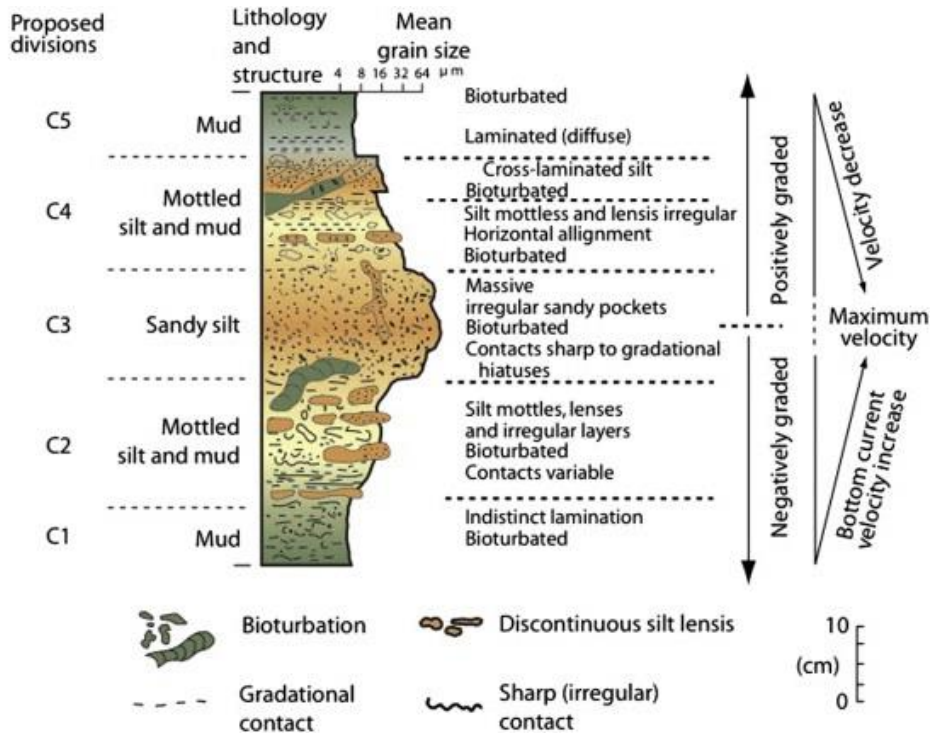 Proposed
divisions
Lithology
and
structure
Mean
grain size
4 8 16 32 64 μm
C5
Mud
Bioturbated
Laminated (diffuse)
C4
Mottled
silt and mud
Cross-laminated silt
Bioturbated
Silt mottless and lensis irregular
Horizontal allignment
Bioturbated
C3
Sandy silt
Massive
irregular sandy pockets
Bioturbated
Contacts sharp to gradational
hiatuses
C2
Mottled
silt and mud
Silt mottles, lenses
and irregular layers
Bioturbated
Contacts variable
C1
Mud
Indistinct lamination
Bioturbated
Positively graded
Negatively graded
Velocity decrease
Maximum
velocity
Bottom current
velocity increase
Bioturbation
Discontinuous silt lensis
Gradational
contact
Sharp (irregular)
contact
10
(cm)
0